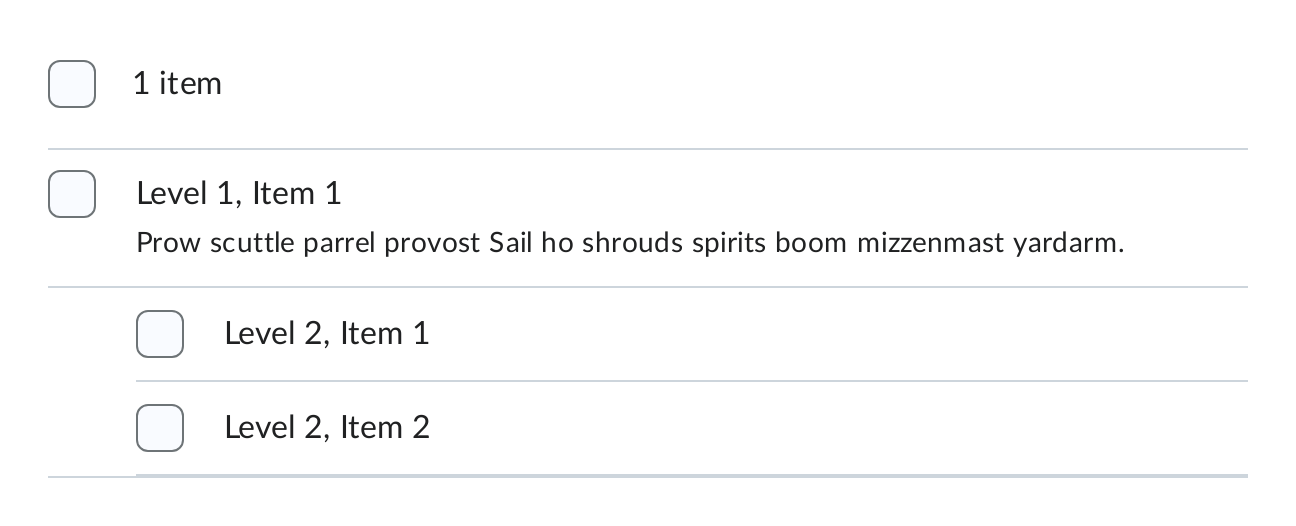 1 item
Level 1, Item 1
Prow scuttle parrel provost Sail ho shrouds spirits boom mizzenmast yardarm.
Level 2, Item 1
Level 2, Item 2